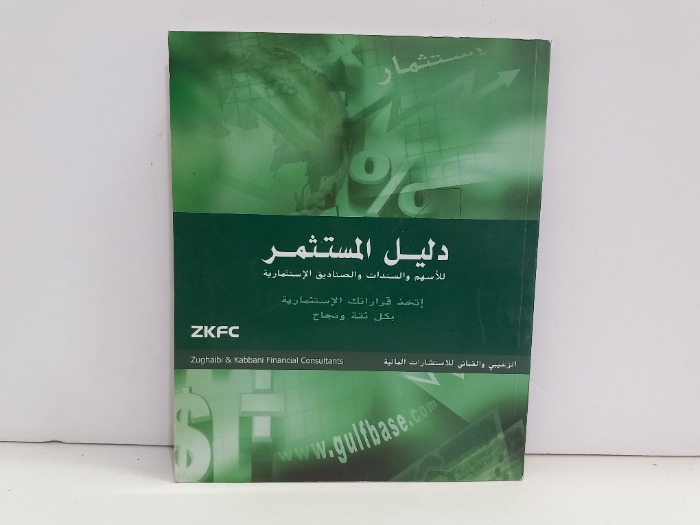 استثمار
%
دليل المستثمر
للأسهم والسندات والصناديق الإستثمارية
إتخذ قراراتك الإستثمارية
بكل ثقة ونجاح
ZKFC
Zughaibi & Kabbani Financial Consultants
الزغيبي والقباني للاستشارات المالية
$
www.gulfbase.com